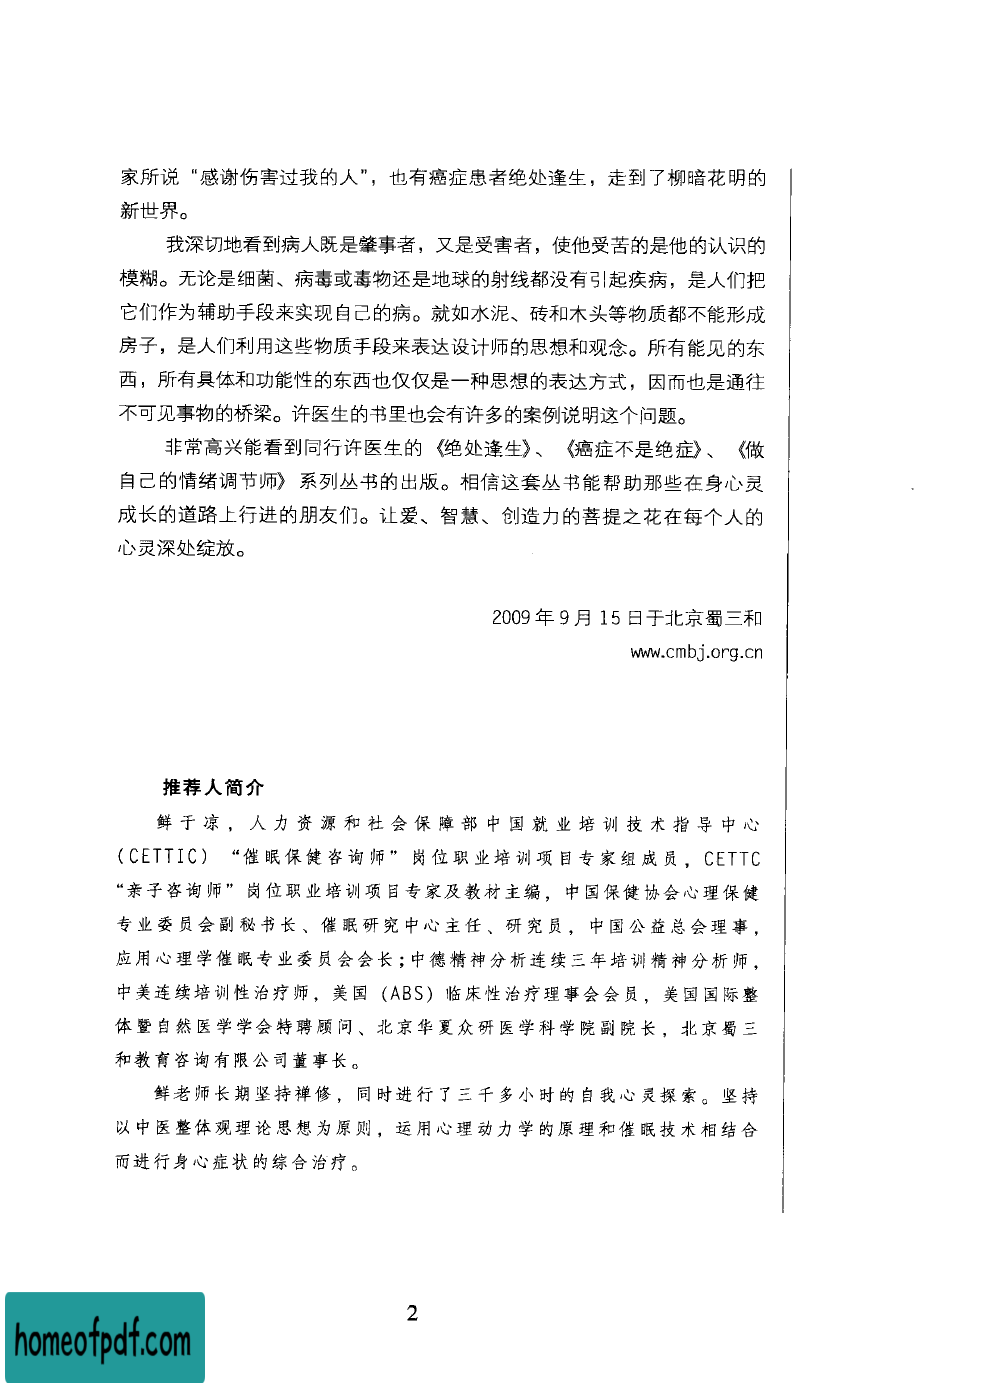 家所说“感谢伤害过我的人”，也有癌症患者绝处逢生，走到了柳暗花明的
新世界。
我深切地看到病人既是肇事者，又是受害者，使他受苦的是他的认识的
模糊。无论是细菌、病毒或毒物还是地球的射线都没有引起疾病，是人们把
它们作为辅助手段来实现自己的病。就如水泥、砖和木头等物质都不能形成
房子，是人们利用这些物质手段来表达设计师的思想和观念。所有能见的东
西，所有具体和功能性的东西也仅仅是一种思想的表达方式，因而也是通往
不可见事物的桥梁。许医生的书里也会有许多的案例说明这个问题。
非常高兴能看到同行许医生的《绝处逢生》、《癌症不是绝症》、《做
自己的情绪调节师》系列丛书的出版。相信这套丛书能帮助那些在身心灵
成长的道路上行进的朋友们。让爱、智慧、创造力的菩提之花在每个人的
心灵深处绽放。
2009年9月15日于北京蜀三和
www.cmbj.org.cn
推荐人简介
鲜于凉，人力资源和社会保障部中国就业培训技术指导中心
(CETTIC)“催眠保健咨询师”岗位职业培训项目专家组成员，CETTC
“亲子咨询师”岗位职业培训项目专家及教材主编，中国保健协会心理保健
专业委员会副秘书长、催眠研究中心主任、研究员，中国公益总会理事，
应用心理学催眠专业委员会会长；中德精神分析连续三年培训精神分析师，
中美连续培训性治疗师，美国(ABS)临床性治疗理事会会员，美国国际整
体暨自然医学学会特聘顾问、北京华夏众研医学科学院副院长，北京蜀三
和教育咨询有限公司董事长。
鲜老师长期坚持禅修，同时进行了三千多小时的自我心灵探索。坚持
以中医整体观理论思想为原则，运用心理动力学的原理和催眠技术相结合
而进行身心症状的综合治疗。
2
homeofpdf.com